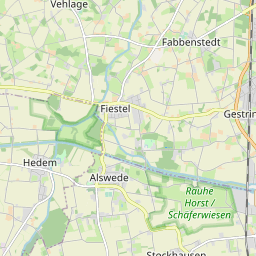 Vehlage
Fabbenstedt
Fiestel
Gestrin
Hedem
Alswede
Rauhe
Horst /
Schäferwiesen
Stockhausen